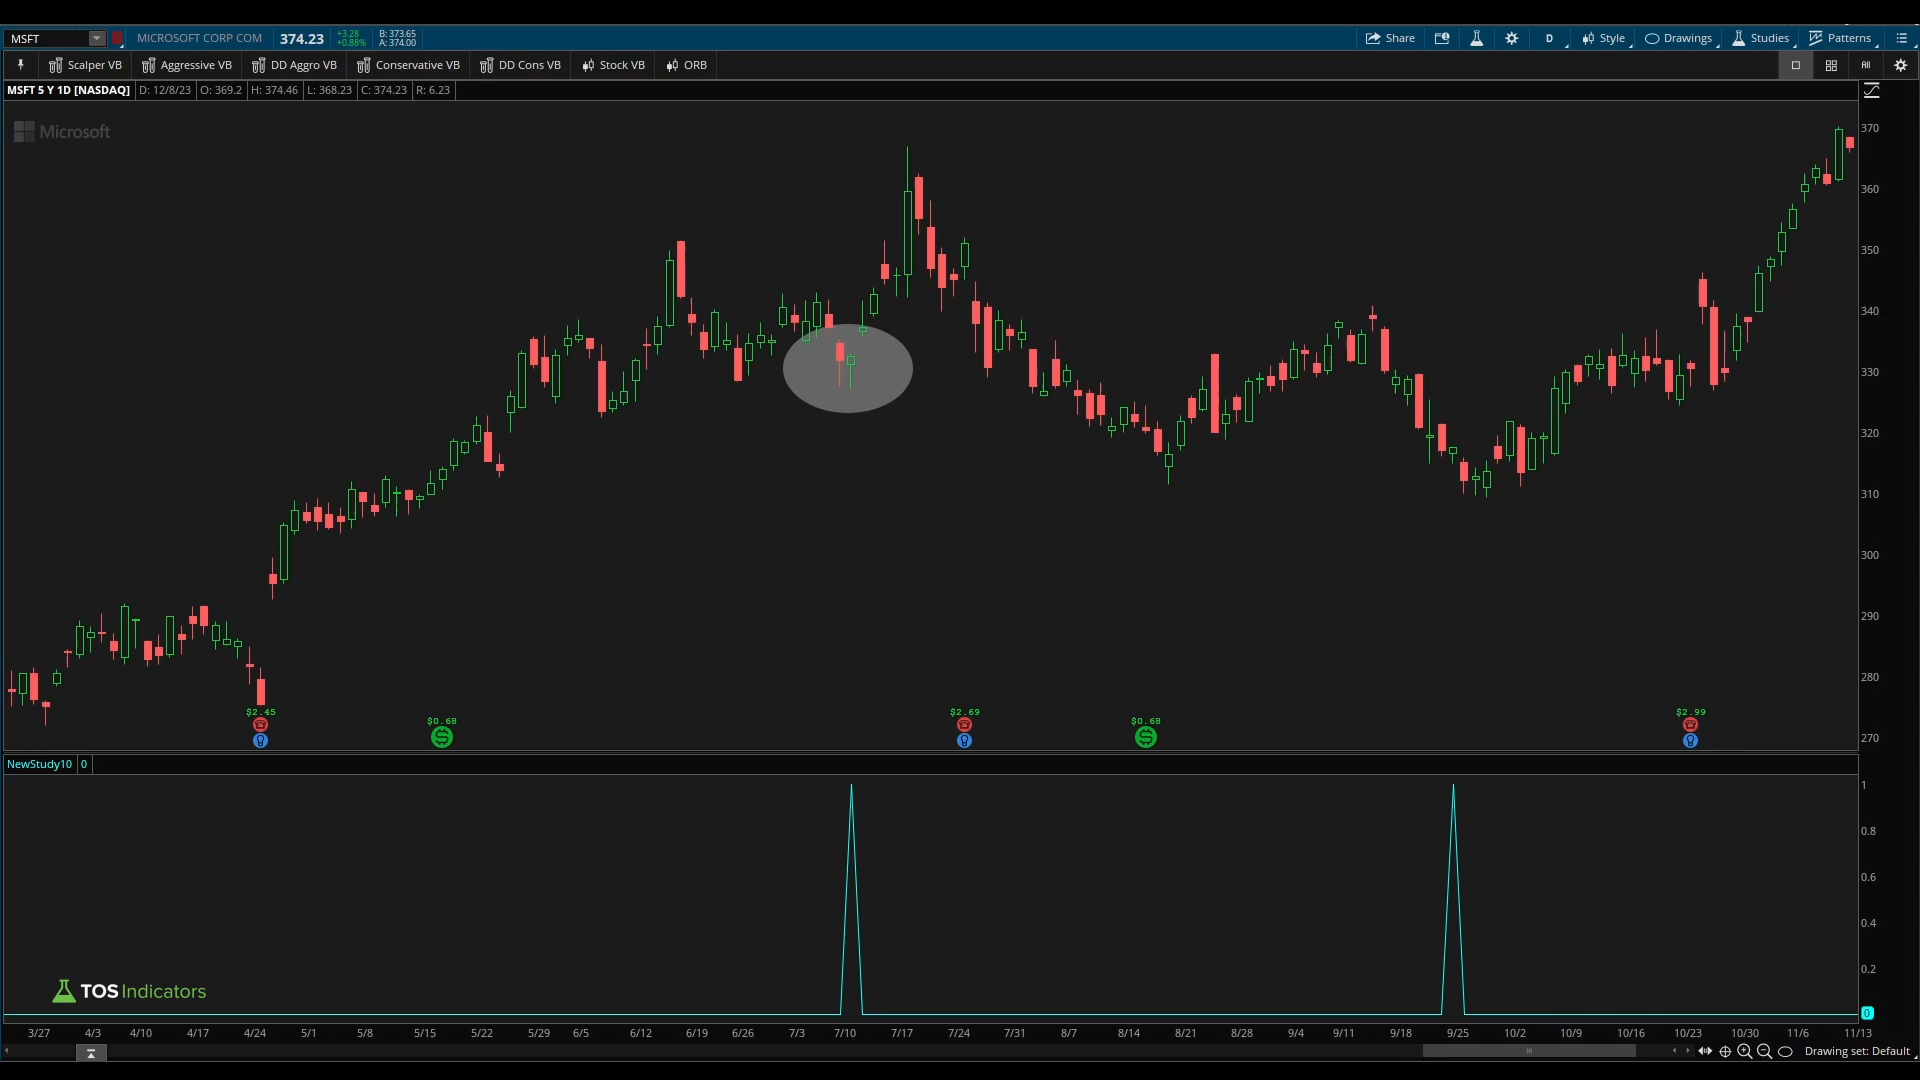 MSFT MICROSOFT CORP COM 374.23 +3.28 +0.88% B: 373.65 A: 374.00 Share D Style Drawings Studies Patterns
Scalper VB Aggressive VB DD Aggro VB Conservative VB DD Cons VB Stock VB ORB All
MSFT 5 Y 1D [NASDAQ] D: 12/8/23 O: 369.2 H: 374.46 L: 368.23 C: 374.23 R: 6.23
Microsoft
370
360
350
340
330
320
310
300
290
280
270
$2.45 $0.68 $2.69 $0.68 $2.99
NewStudy10 0
1
0.8
0.6
0.4
0.2
0
TOS Indicators
3/27 4/3 4/10 4/17 4/24 5/1 5/8 5/15 5/22 5/29 6/5 6/12 6/19 6/26 7/3 7/10 7/17 7/24 7/31 8/7 8/14 8/21 8/28 9/4 9/11 9/18 9/25 10/2 10/9 10/16 10/23 10/30 11/6 11/13
Drawing set: Default